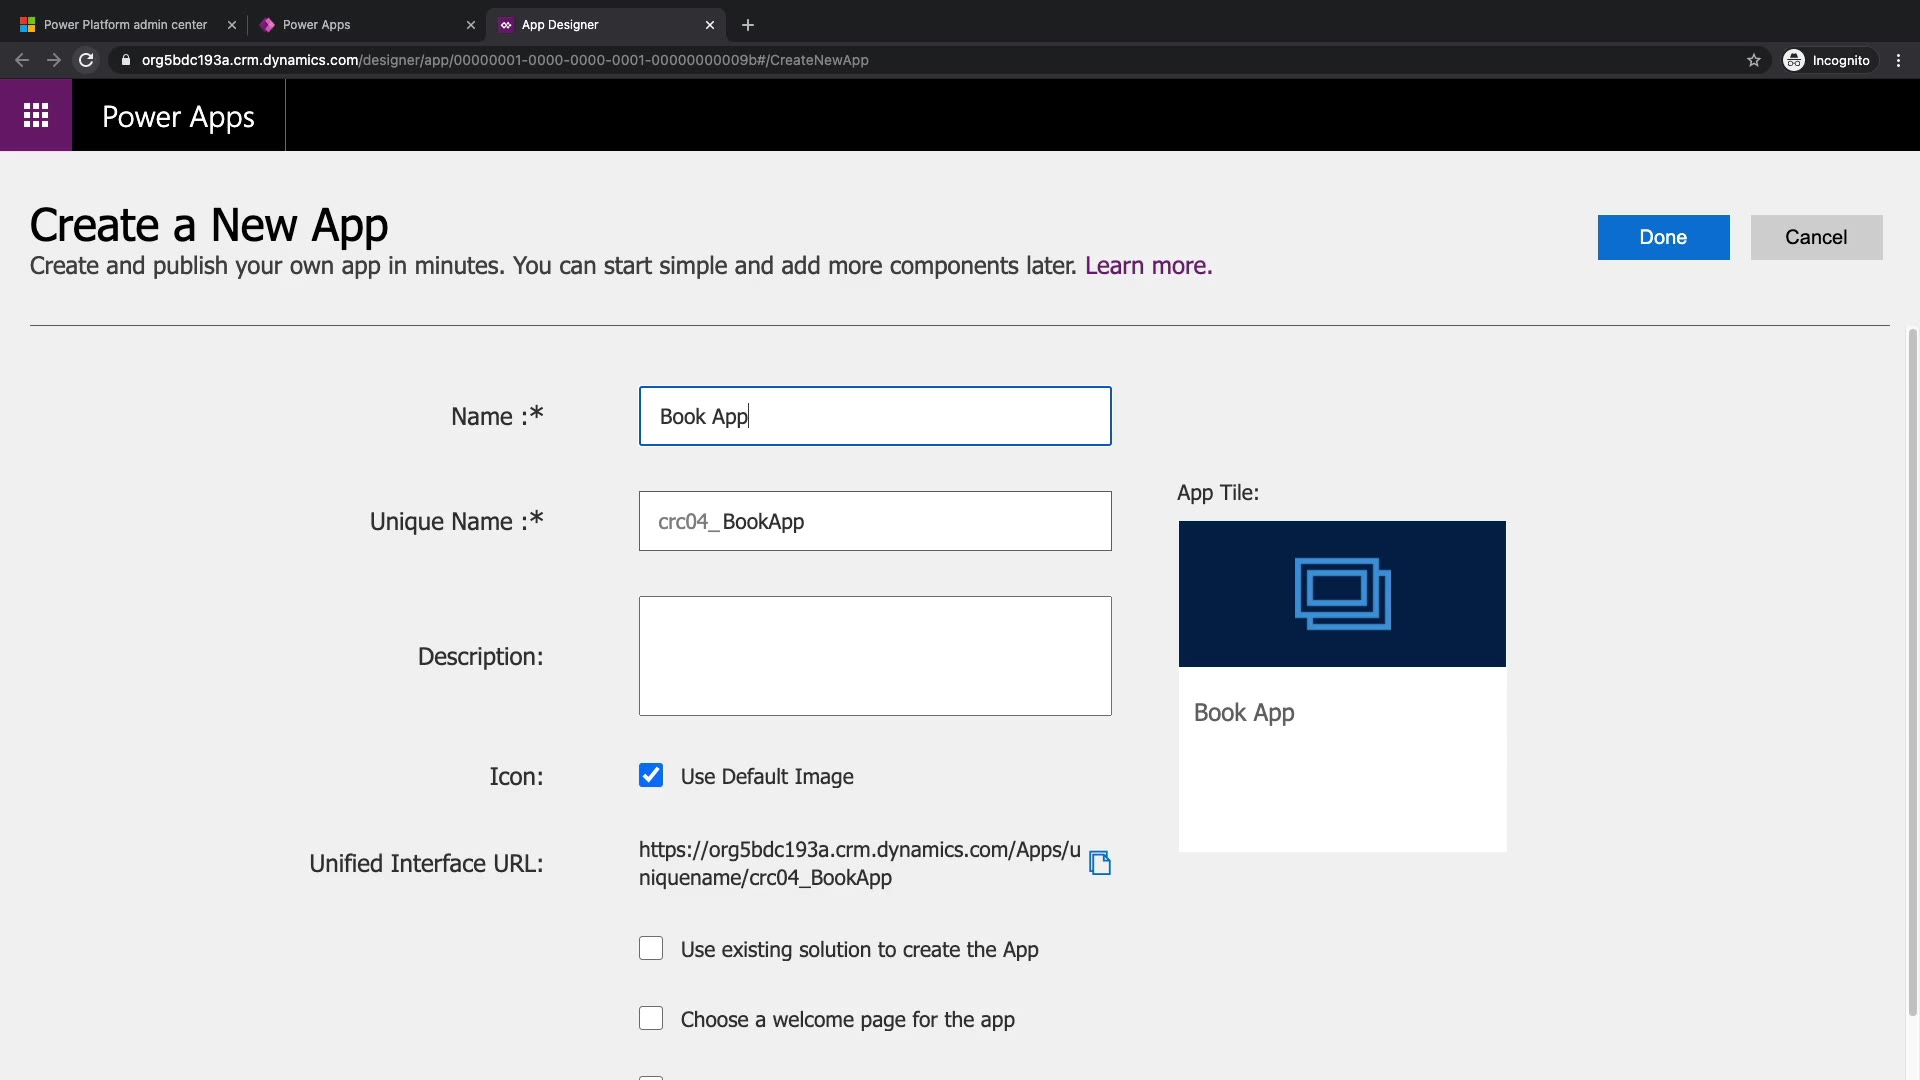 Power Platform admin center
Power Apps
App Designer
org5bdc193a.crm.dynamics.com/designer/app/00000001-0000-0000-0001-00000000009b#/CreateNewApp
Incognito
Power Apps
Create a New App
Create and publish your own app in minutes. You can start simple and add more components later. Learn more.
Done
Cancel
Name :*
Book App
Unique Name :*
crc04_ BookApp
Description:
Icon:
Use Default Image
Unified Interface URL:
https://org5bdc193a.crm.dynamics.com/Apps/u
niquename/crc04_BookApp
Use existing solution to create the App
Choose a welcome page for the app
App Tile:
Book App